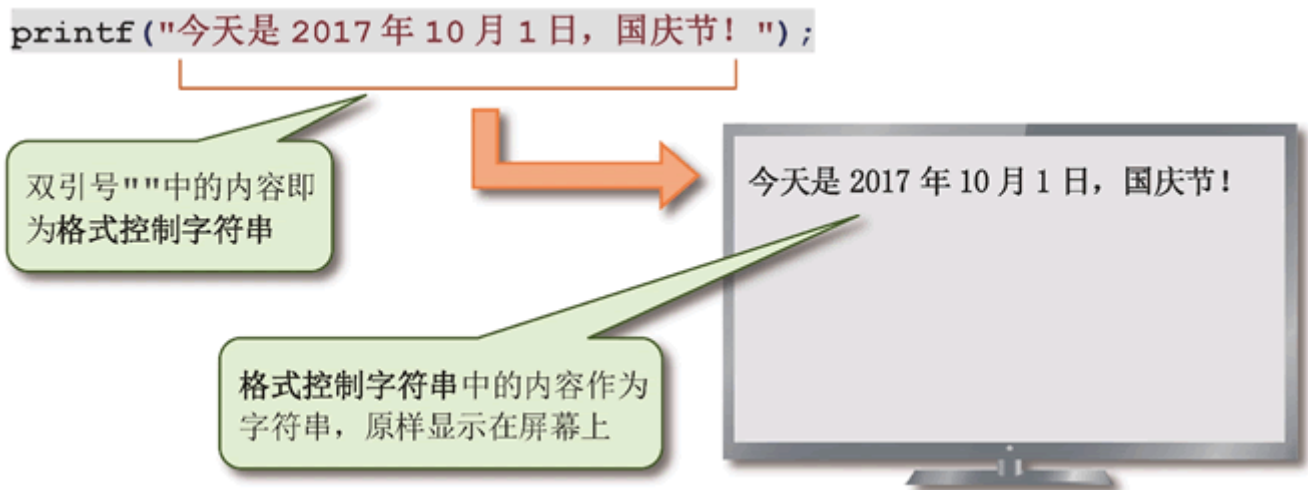 printf("今天是 2017 年 10 月 1 日，国庆节！");
双引号""中的内容即
为格式控制字符串
今天是 2017 年 10 月 1 日，国庆节！
格式控制字符串中的内容作为
字符串，原样显示在屏幕上